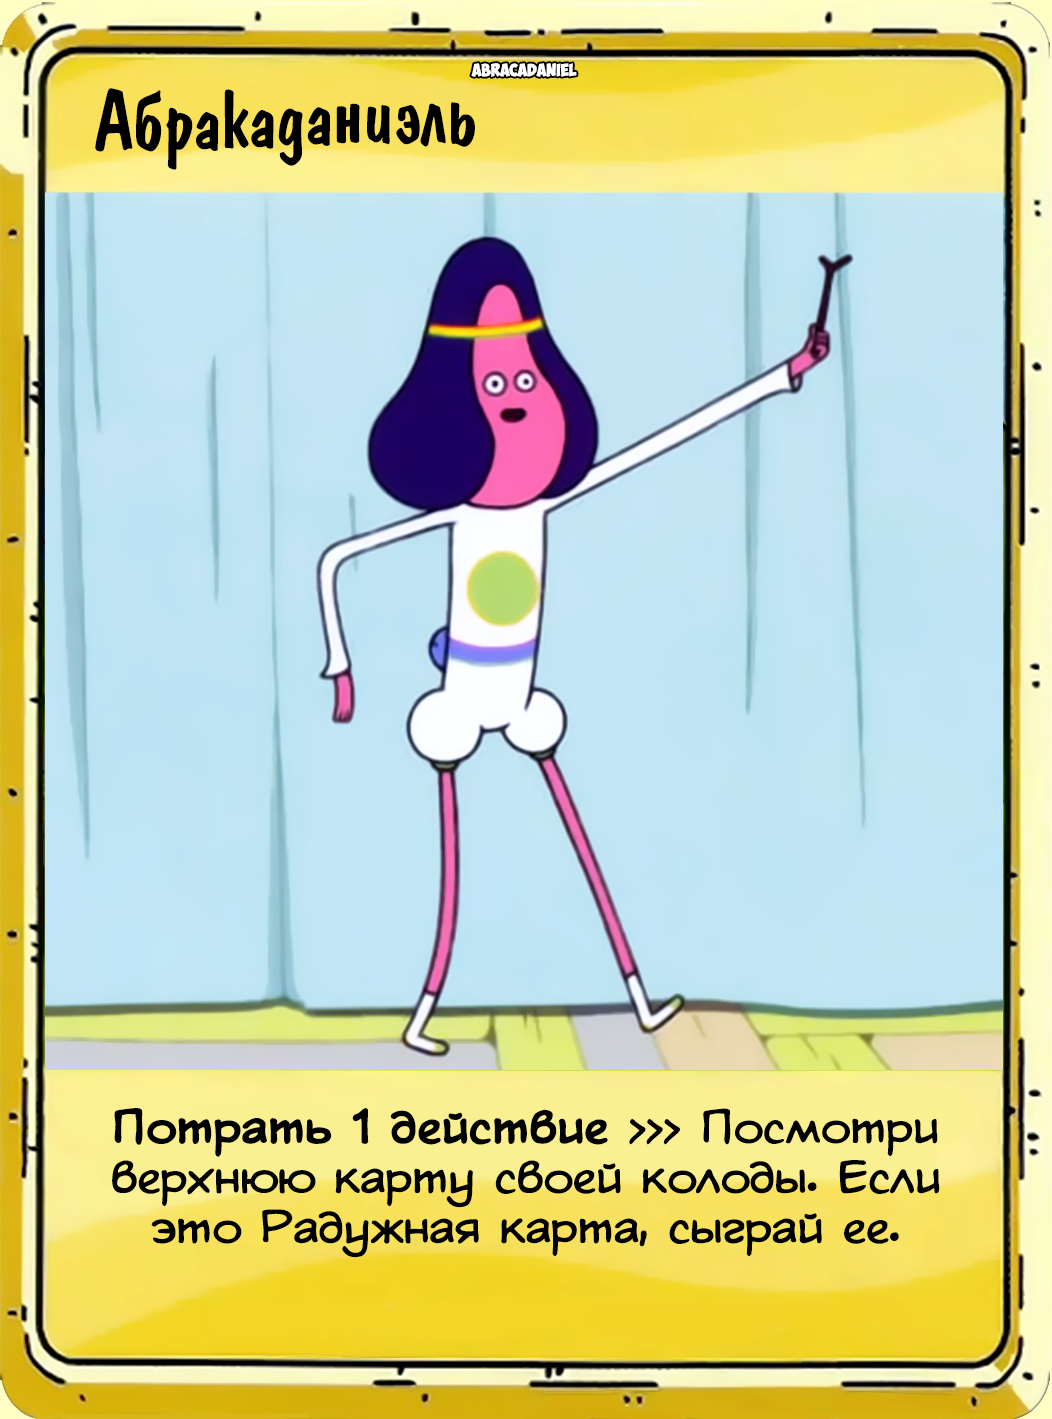 ABRACADANIEL
Абракаданиэль
Потрать 1 действие >>> Посмотри
верхнюю карту своей колоды. Если
это Радужная карта, сыграй ее.